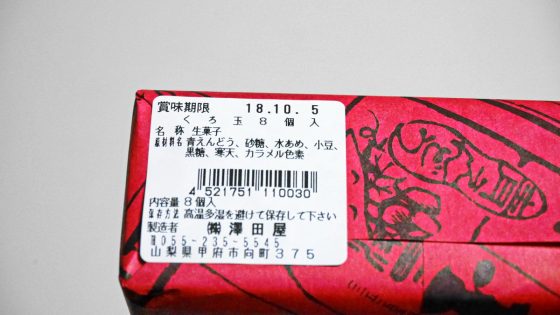 賞味期限 18.10.5
くろ玉8個入
名称 生菓子
原材料名 青えんどう、砂糖、水あめ、小豆、
黒糖、寒天、カラメル色素
4 521751 110030
内容量 8個入
保存方法 高温多湿を避けて保存して下さい
製造者 ㈱澤田屋
℡055-235-5545
山梨県甲府市向町375